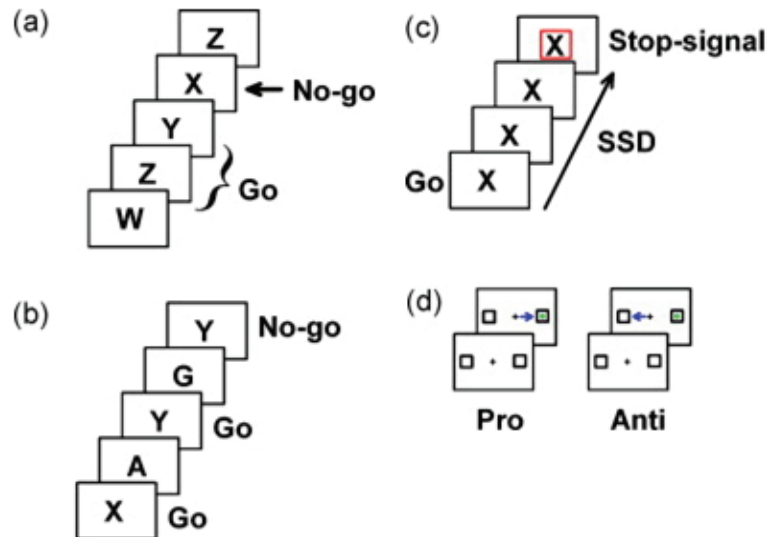 (a)
Z
X
No-go
Y
Z
Go
W
(b)
Y
No-go
G
Y
Go
A
X
Go
(c)
X
Stop-signal
X
X
SSD
Go
X
(d)
Pro
Anti